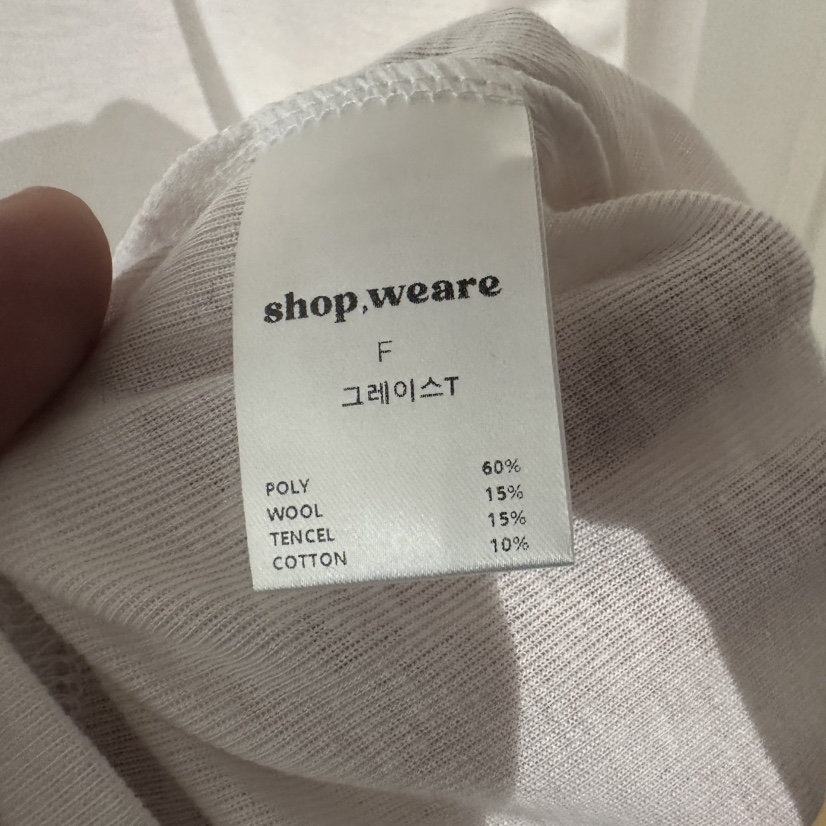 shop,weare
F
그레이스T
POLY 60%
WOOL 15%
TENCEL 15%
COTTON 10%